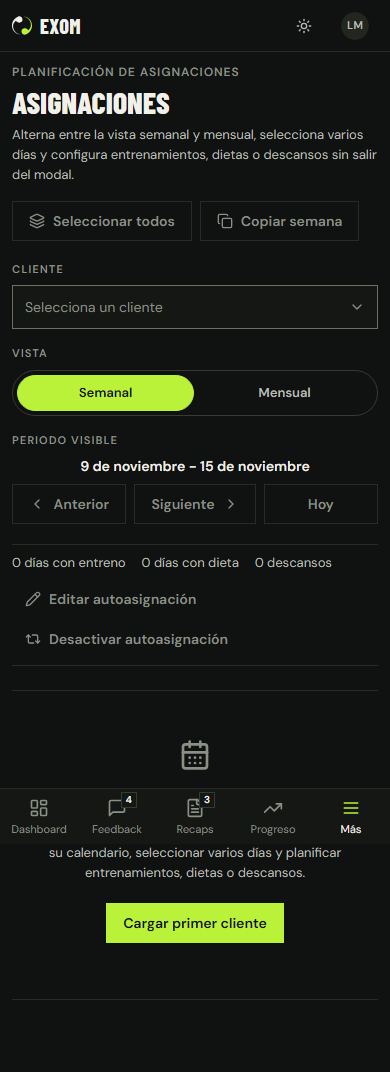 EXOM
LM
PLANIFICACIÓN DE ASIGNACIONES
ASIGNACIONES
Alterna entre la vista semanal y mensual, selecciona varios
días y configura entrenamientos, dietas o descansos sin salir
del modal.
Seleccionar todos
Copiar semana
CLIENTE
Selecciona un cliente
VISTA
Semanal
Mensual
PERIODO VISIBLE
9 de noviembre - 15 de noviembre
Anterior
Siguiente
Hoy
0 días con entreno
0 días con dieta
0 descansos
Editar autoasignación
Desactivar autoasignación
4
3
Dashboard
Feedback
Recaps
Progreso
Más
su calendario, seleccionar varios días y planificar
entrenamientos, dietas o descansos.
Cargar primer cliente